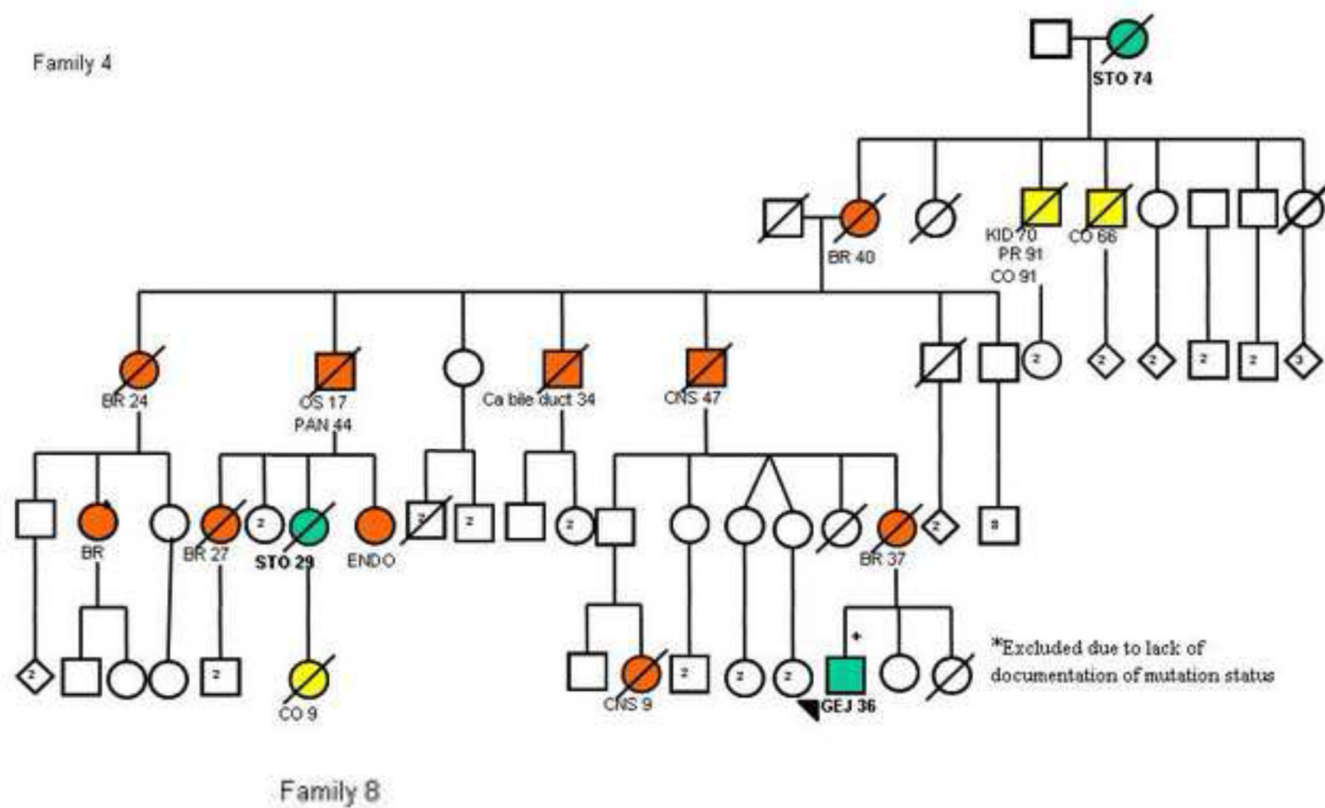 Family 4
STO 74
BR 40
KID 70
PR 91
CO 91
CO 66
BR 24
OS 17
PAN 44
Ca bile duct 34
CNS 47
2
2
2
2
2
3
BR
BR 27
2
STO 29
ENDO
2
2
2
BR 37
2
8
2
2
CO 9
CNS 9
2
2
2
+
GEJ 36
*Excluded due to lack of
documentation of mutation status
Family 8